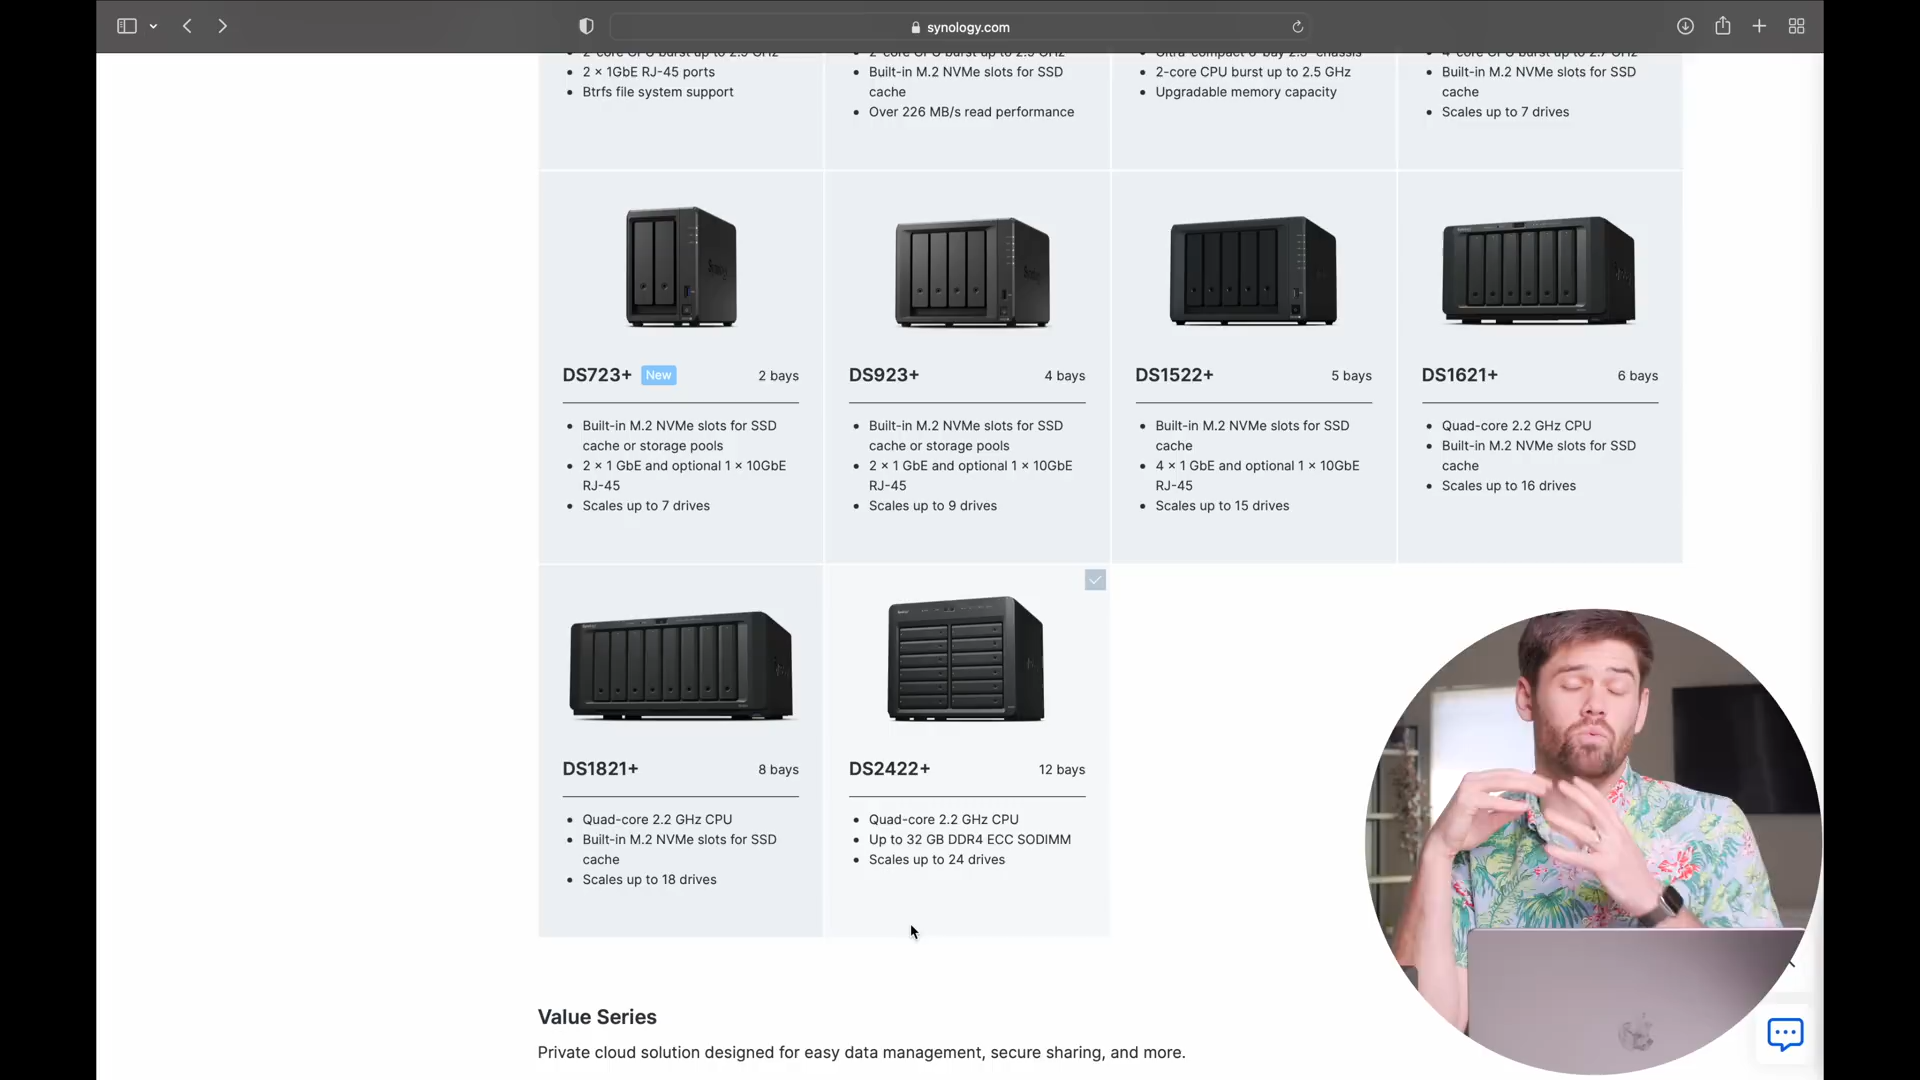 synology.com
2 × 1GbE RJ-45 ports
Btrfs file system support
Built-in M.2 NVMe slots for SSD
cache
Over 226 MB/s read performance
2-core CPU burst up to 2.5 GHz
Upgradable memory capacity
Built-in M.2 NVMe slots for SSD
cache
Scales up to 7 drives
DS723+ New 2 bays
Built-in M.2 NVMe slots for SSD
cache or storage pools
2 × 1 GbE and optional 1 × 10GbE
RJ-45
Scales up to 7 drives
DS923+ 4 bays
Built-in M.2 NVMe slots for SSD
cache or storage pools
2 × 1 GbE and optional 1 × 10GbE
RJ-45
Scales up to 9 drives
DS1522+ 5 bays
Built-in M.2 NVMe slots for SSD
cache
4 × 1 GbE and optional 1 × 10GbE
RJ-45
Scales up to 15 drives
DS1621+ 6 bays
Quad-core 2.2 GHz CPU
Built-in M.2 NVMe slots for SSD
cache
Scales up to 16 drives
DS1821+ 8 bays
Quad-core 2.2 GHz CPU
Built-in M.2 NVMe slots for SSD
cache
Scales up to 18 drives
DS2422+ 12 bays
Quad-core 2.2 GHz CPU
Up to 32 GB DDR4 ECC SODIMM
Scales up to 24 drives
Value Series
Private cloud solution designed for easy data management, secure sharing, and more.